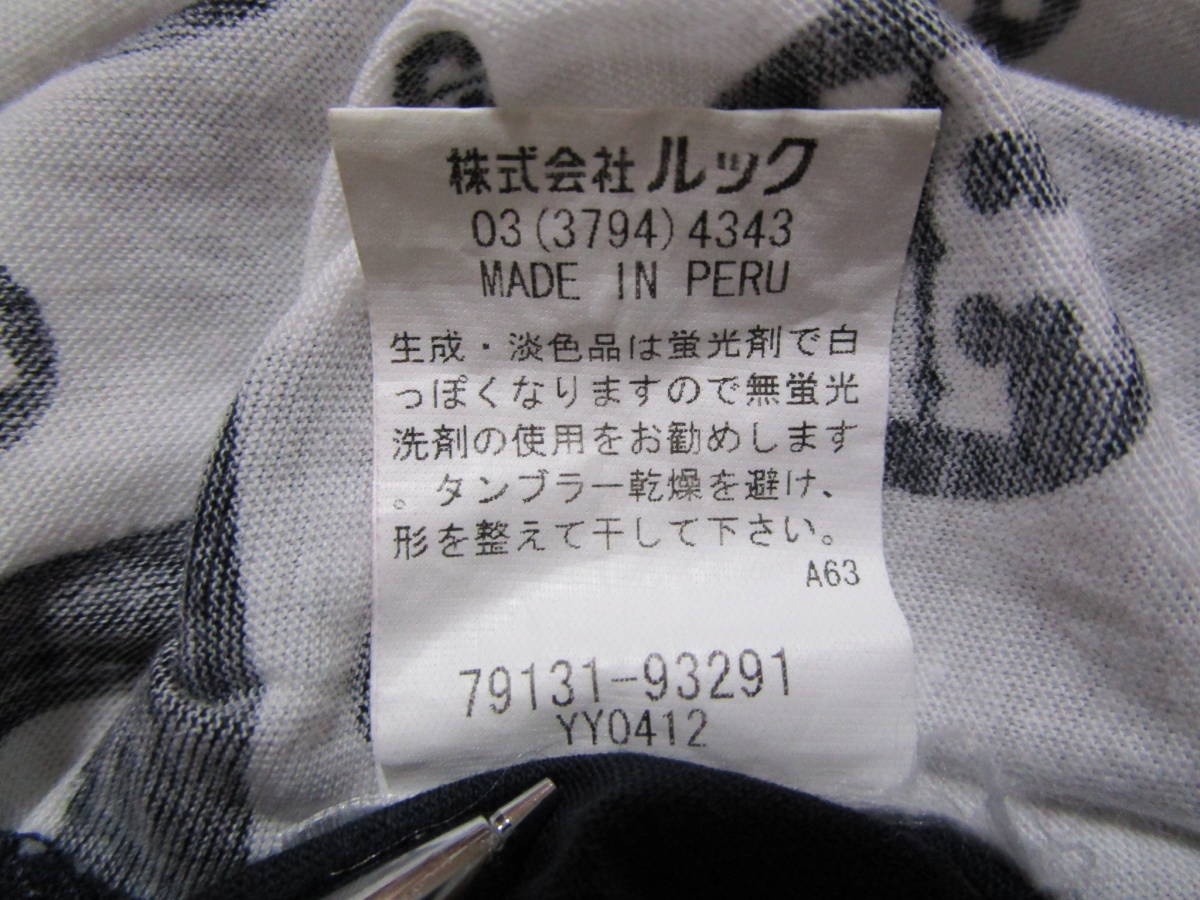 株式会社ルック
03(3794)4343
MADE IN PERU
生成・淡色品は蛍光剤で白
っぽくなりますので無蛍光
洗剤の使用をお勧めします
。タンブラー乾燥を避け、
形を整えて干して下さい。
A63
79131-93291
YY0412